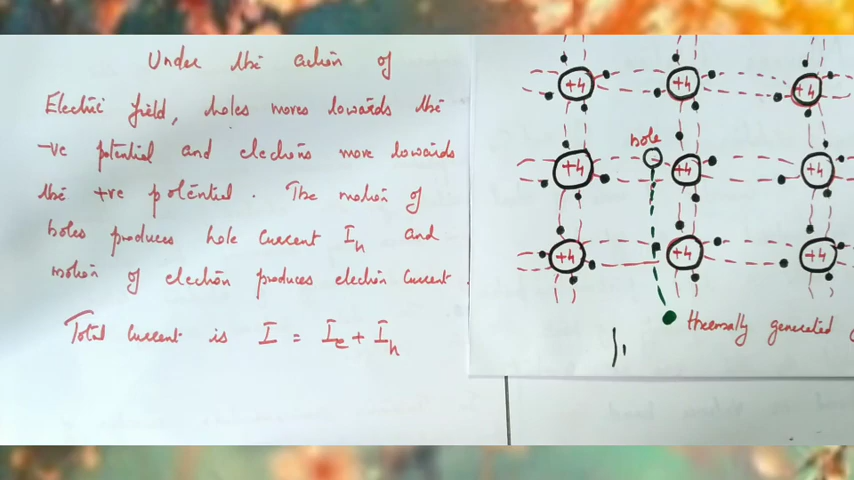 Under the action of
Electric field, holes moves towards the
-ve potential and electrons move towards
the +ve potential. The motion of
holes produces hole current Ih and
motion of electron produces electron current.
Total current is I = Ie + Ih
+4 +4 +4
hole
+4 +4 +4
+4 +4 +4
thermally generated